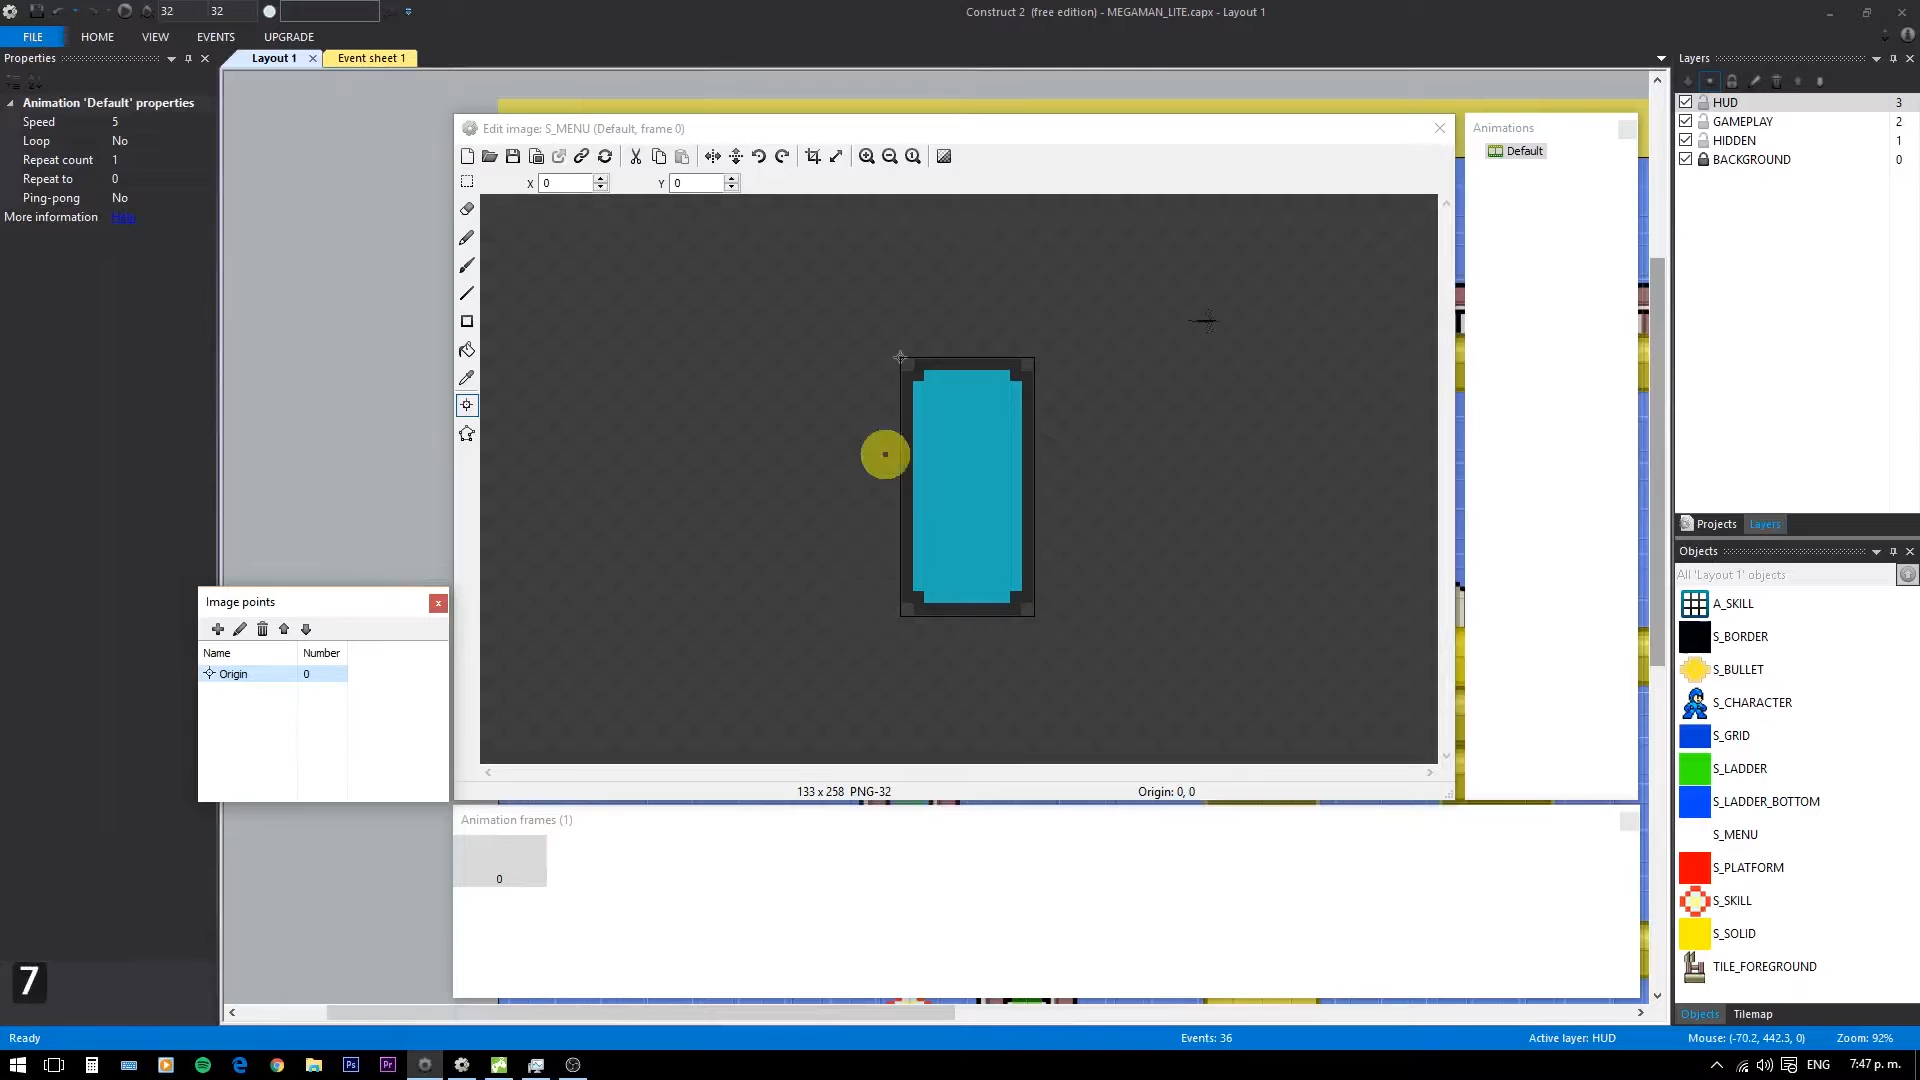 32
32
Construct 2 (free edition) - MEGAMAN_LITE.capx - Layout 1
FILE
HOME
VIEW
EVENTS
UPGRADE
Properties
Layout 1
Event sheet 1
Layers
Animation 'Default' properties
Speed 5
Loop No
Repeat count 1
Repeat to 0
Ping-pong No
More information Help
Edit image: S_MENU (Default, frame 0)
X 0
Y 0
Animations
Default
HUD 3
GAMEPLAY 2
HIDDEN 1
BACKGROUND 0
Projects
Layers
Objects
All 'Layout 1' objects
A_SKILL
S_BORDER
S_BULLET
S_CHARACTER
S_GRID
S_LADDER
S_LADDER_BOTTOM
S_MENU
S_PLATFORM
S_SKILL
S_SOLID
TILE_FOREGROUND
Objects
Tilemap
Image points
Name Number
Origin 0
133 x 258 PNG-32
Origin: 0, 0
Animation frames (1)
0
7
Ready
Events: 36
Active layer: HUD
Mouse: (-70.2, 442.3, 0)
Zoom: 92%
Ps
Pr
ENG
7:47 p. m.